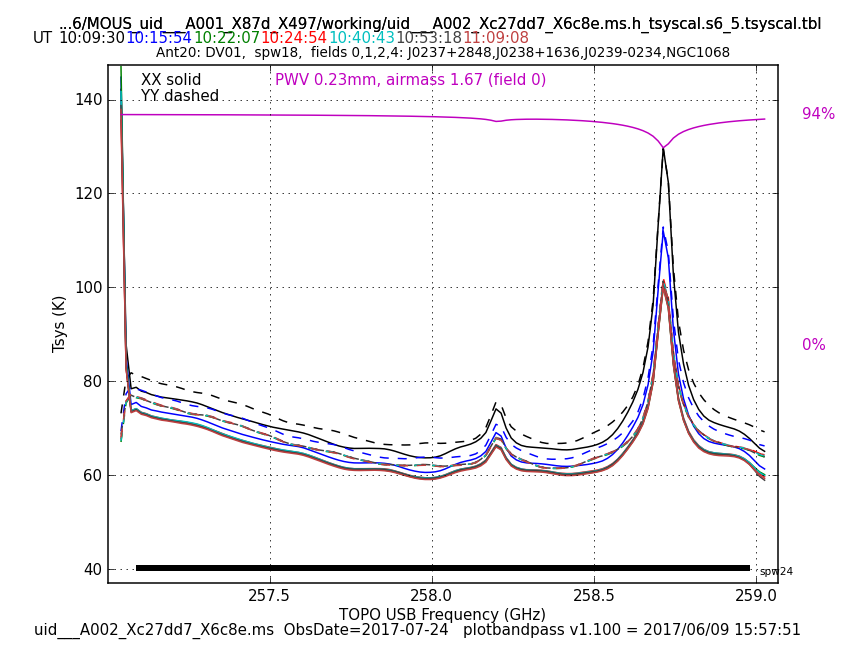 ...6/MOUS_uid___A001_X87d_X497/working/uid___A002_Xc27dd7_X6c8e.ms.h_tsyscal.s6_5.tsyscal.tbl
UT 10:09:30 10:15:54 10:22:07 10:24:54 10:40:43 10:53:18 11:09:08
Ant20: DV01, spw18, fields 0,1,2,4: J0237+2848,J0238+1636,J0239-0234,NGC1068
XX solid
PWV 0.23mm, airmass 1.67 (field 0)
YY dashed
140
120
100
80
60
40
94%
0%
Tsys (K)
spw24
257.5
258.0
258.5
259.0
TOPO USB Frequency (GHz)
uid___A002_Xc27dd7_X6c8e.ms ObsDate=2017-07-24 plotbandpass v1.100 = 2017/06/09 15:57:51